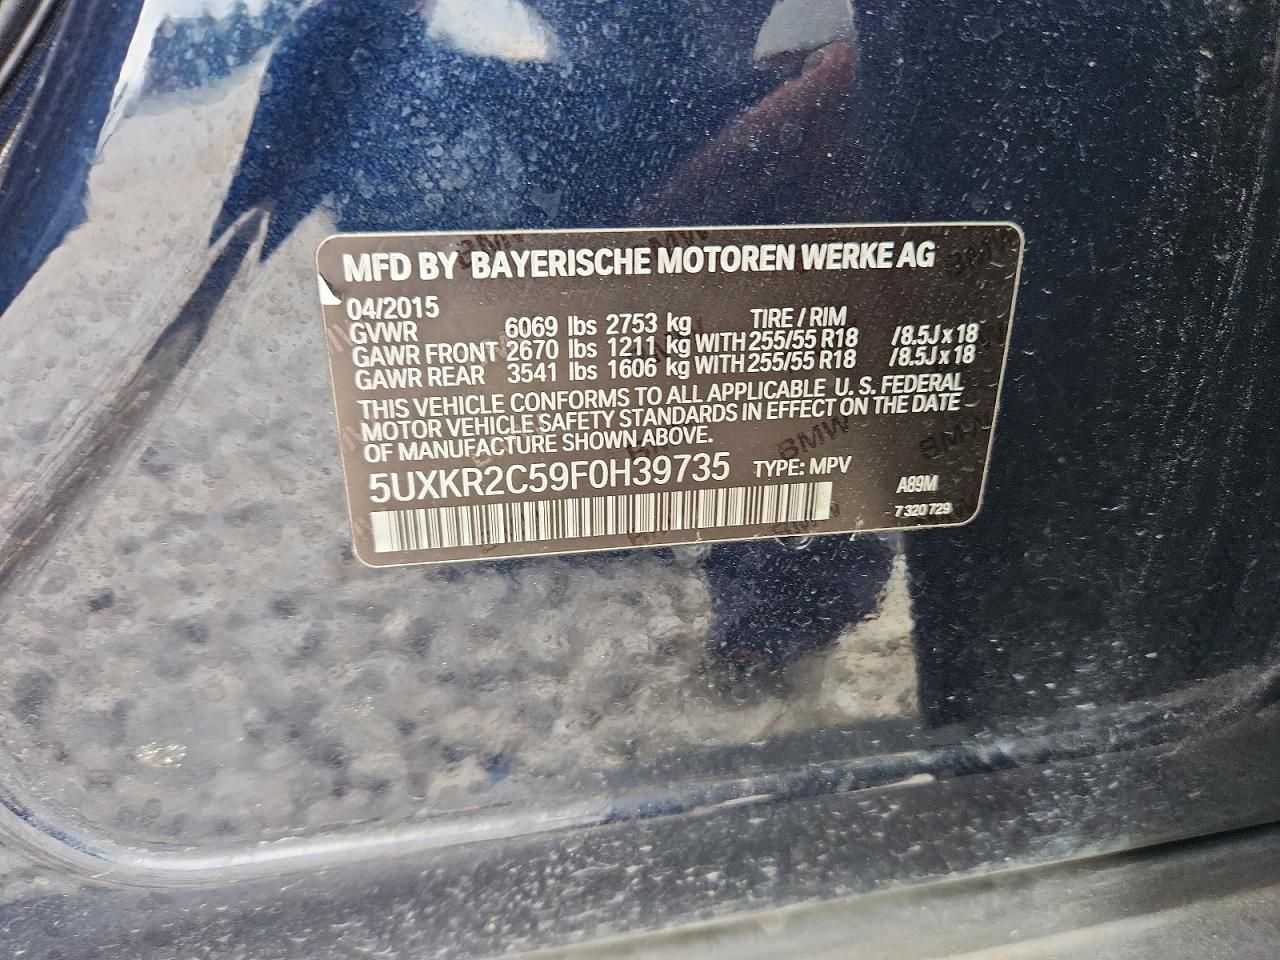 MFD BY BAYERISCHE MOTOREN WERKE AG
04/2015 TIRE / RIM
GVWR 6069 lbs 2753 kg
GAWR FRONT 2670 lbs 1211 kg WITH 255/55 R18 /8.5J x 18
GAWR REAR 3541 lbs 1606 kg WITH 255/55 R18 /8.5J x 18
THIS VEHICLE CONFORMS TO ALL APPLICABLE U.S. FEDERAL
MOTOR VEHICLE SAFETY STANDARDS IN EFFECT ON THE DATE
OF MANUFACTURE SHOWN ABOVE.
5UXKR2C59F0H39735 TYPE: MPV
A89M
7 320 729